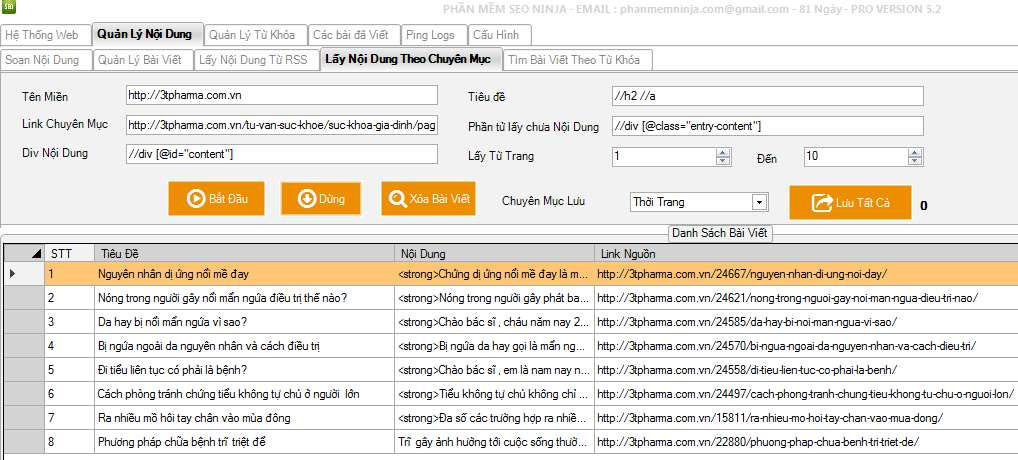 SEO
PHẦN MỀM SEO NINJA - EMAIL : phanmemninja.com@gmail.com - 81 Ngày - PRO VERSION 5.2
Hệ Thống Web Quản Lý Nội Dung Quản Lý Từ Khóa Các bài đã Viết Ping Logs Cấu Hình
Soạn Nội Dung Quản Lý Bài Viết Lấy Nội Dung Từ RSS Lấy Nội Dung Theo Chuyên Mục Tìm Bài Viết Theo Từ Khóa
Tên Miền http://3tpharma.com.vn Tiêu đề //h2 //a
Link Chuyên Mục http://3tpharma.com.vn/tu-van-suc-khoe/suc-khoa-gia-dinh/pag Phần tử lấy chưa Nội Dung //div [@class="entry-content"]
Div Nội Dung //div [@id="content"] Lấy Từ Trang 1 Đến 10
Bắt Đầu Dừng Xóa Bài Viết Chuyên Mục Lưu Thời Trang Lưu Tất Cả 0
Danh Sách Bài Viết
STT Tiêu Đề Nội Dung Link Nguồn
1 Nguyên nhân dị ứng nổi mề đay <strong>Chứng dị ứng nổi mề đay là m... http://3tpharma.com.vn/24667/nguyen-nhan-di-ung-noi-day/
2 Nóng trong người gây nổi mẩn ngứa điều trị thế nào? <strong>Nóng trong người gây phát ba... http://3tpharma.com.vn/24621/nong-trong-nguoi-gay-noi-man-ngua-dieu-tri-nao/
3 Da hay bị nổi mẩn ngứa vì sao? <strong>Chào bác sĩ , cháu năm nay 2... http://3tpharma.com.vn/24585/da-hay-bi-noi-man-ngua-vi-sao/
4 Bị ngứa ngoài da nguyên nhân và cách điều trị <strong>Bị ngứa da hay gọi là mẩn ng... http://3tpharma.com.vn/24570/bi-ngua-ngoai-da-nguyen-nhan-va-cach-dieu-tri/
5 Đi tiểu liên tục có phải là bệnh? <strong>Chào bác sĩ , em là nam nay n... http://3tpharma.com.vn/24558/di-tieu-lien-tuc-co-phai-la-benh/
6 Cách phòng tránh chứng tiểu không tự chủ ở người lớn <strong>Tiểu không tự chủ không chỉ ... http://3tpharma.com.vn/24497/cach-phong-tranh-chung-tieu-khong-tu-chu-o-nguoi-lon/
7 Ra nhiều mồ hôi tay chân vào mùa đông <strong>Đa số các trường hợp ra nhiề... http://3tpharma.com.vn/15811/ra-nhieu-mo-hoi-tay-chan-vao-mua-dong/
8 Phương pháp chữa bệnh trĩ triệt để Trĩ gây ảnh hưởng tới cuộc sống thườ... http://3tpharma.com.vn/22880/phuong-phap-chua-benh-tri-triet-de/